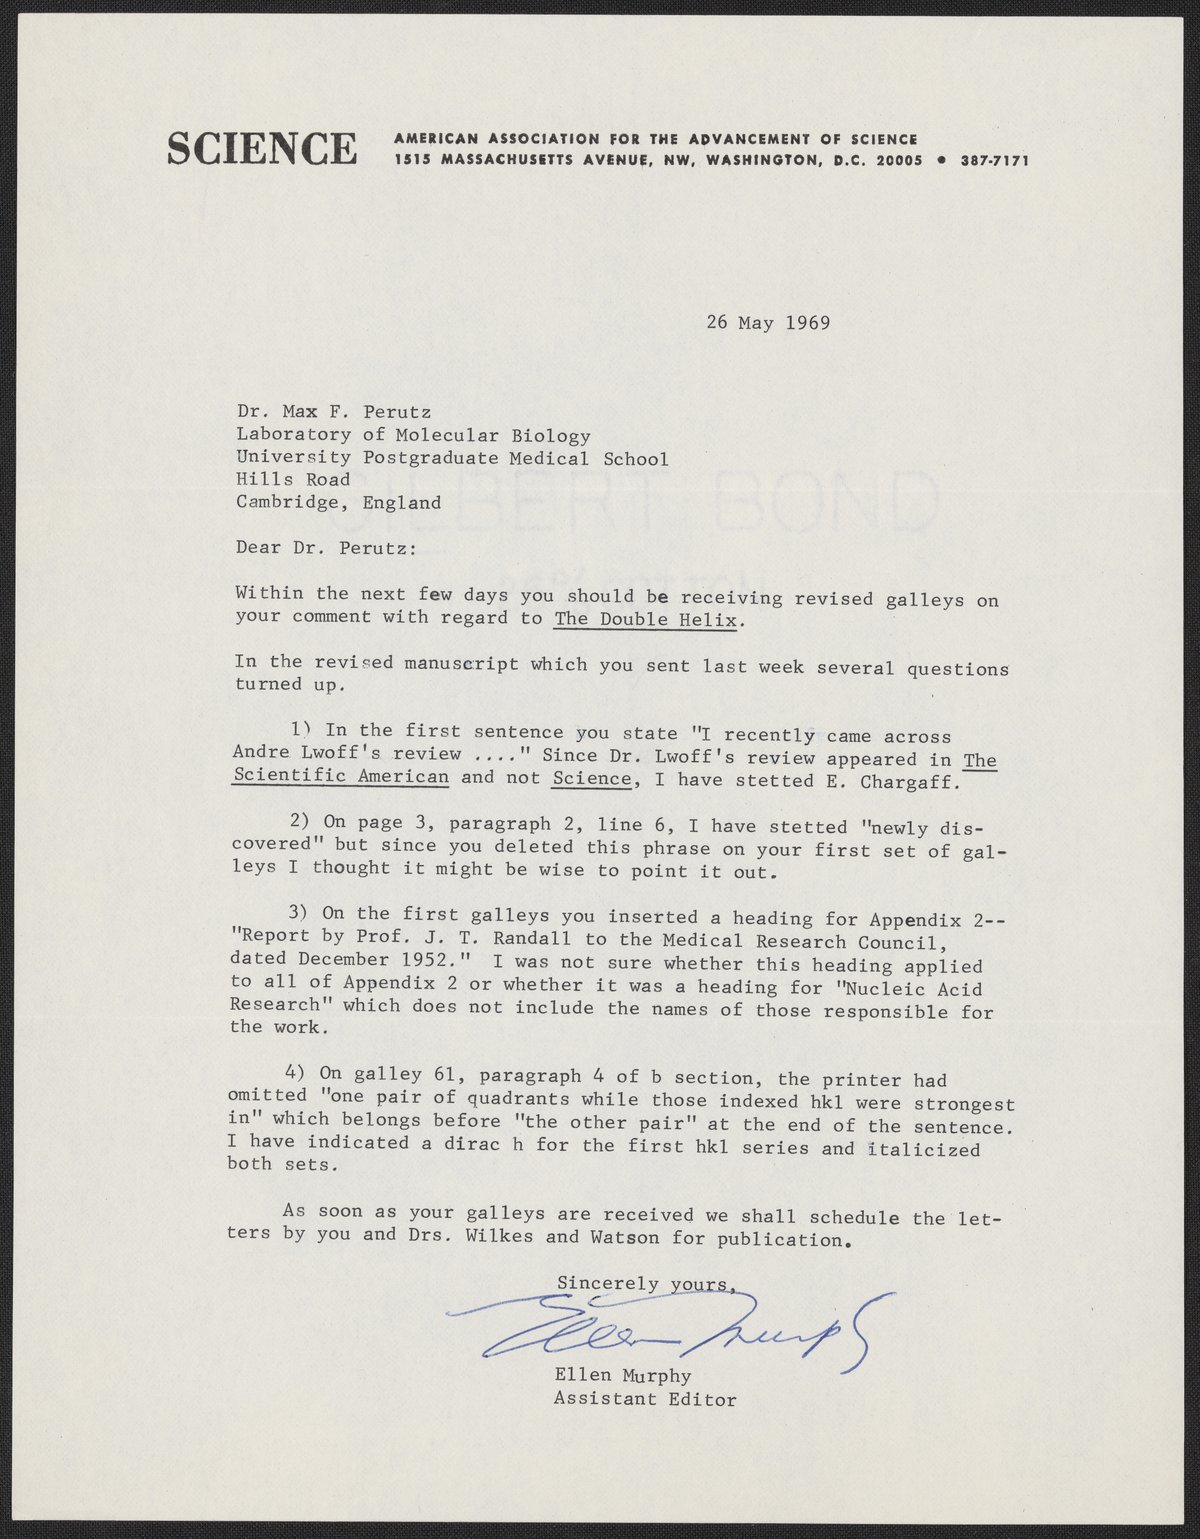 SCIENCE
AMERICAN ASSOCIATION FOR THE ADVANCEMENT OF SCIENCE
1515 MASSACHUSETTS AVENUE, NW, WASHINGTON, D.C. 20005 • 387-7171
26 May 1969
Dr. Max F. Perutz
Laboratory of Molecular Biology
University Postgraduate Medical School
Hills Road
Cambridge, England
Dear Dr. Perutz:
Within the next few days you should be receiving revised galleys on
your comment with regard to The Double Helix.
In the revised manuscript which you sent last week several questions
turned up.
1) In the first sentence you state "I recently came across
Andre Lwoff's review ...." Since Dr. Lwoff's review appeared in The
Scientific American and not Science, I have stetted E. Chargaff.
2) On page 3, paragraph 2, line 6, I have stetted "newly dis-
covered" but since you deleted this phrase on your first set of gal-
leys I thought it might be wise to point it out.
3) On the first galleys you inserted a heading for Appendix 2--
"Report by Prof. J. T. Randall to the Medical Research Council,
dated December 1952." I was not sure whether this heading applied
to all of Appendix 2 or whether it was a heading for "Nucleic Acid
Research" which does not include the names of those responsible for
the work.
4) On galley 61, paragraph 4 of b section, the printer had
omitted "one pair of quadrants while those indexed hkl were strongest
in" which belongs before "the other pair" at the end of the sentence.
I have indicated a dirac h for the first hkl series and italicized
both sets.
As soon as your galleys are received we shall schedule the let-
ters by you and Drs. Wilkes and Watson for publication.
Sincerely yours,
Ellen Murphy
Ellen Murphy
Assistant Editor
GILBERT BOND